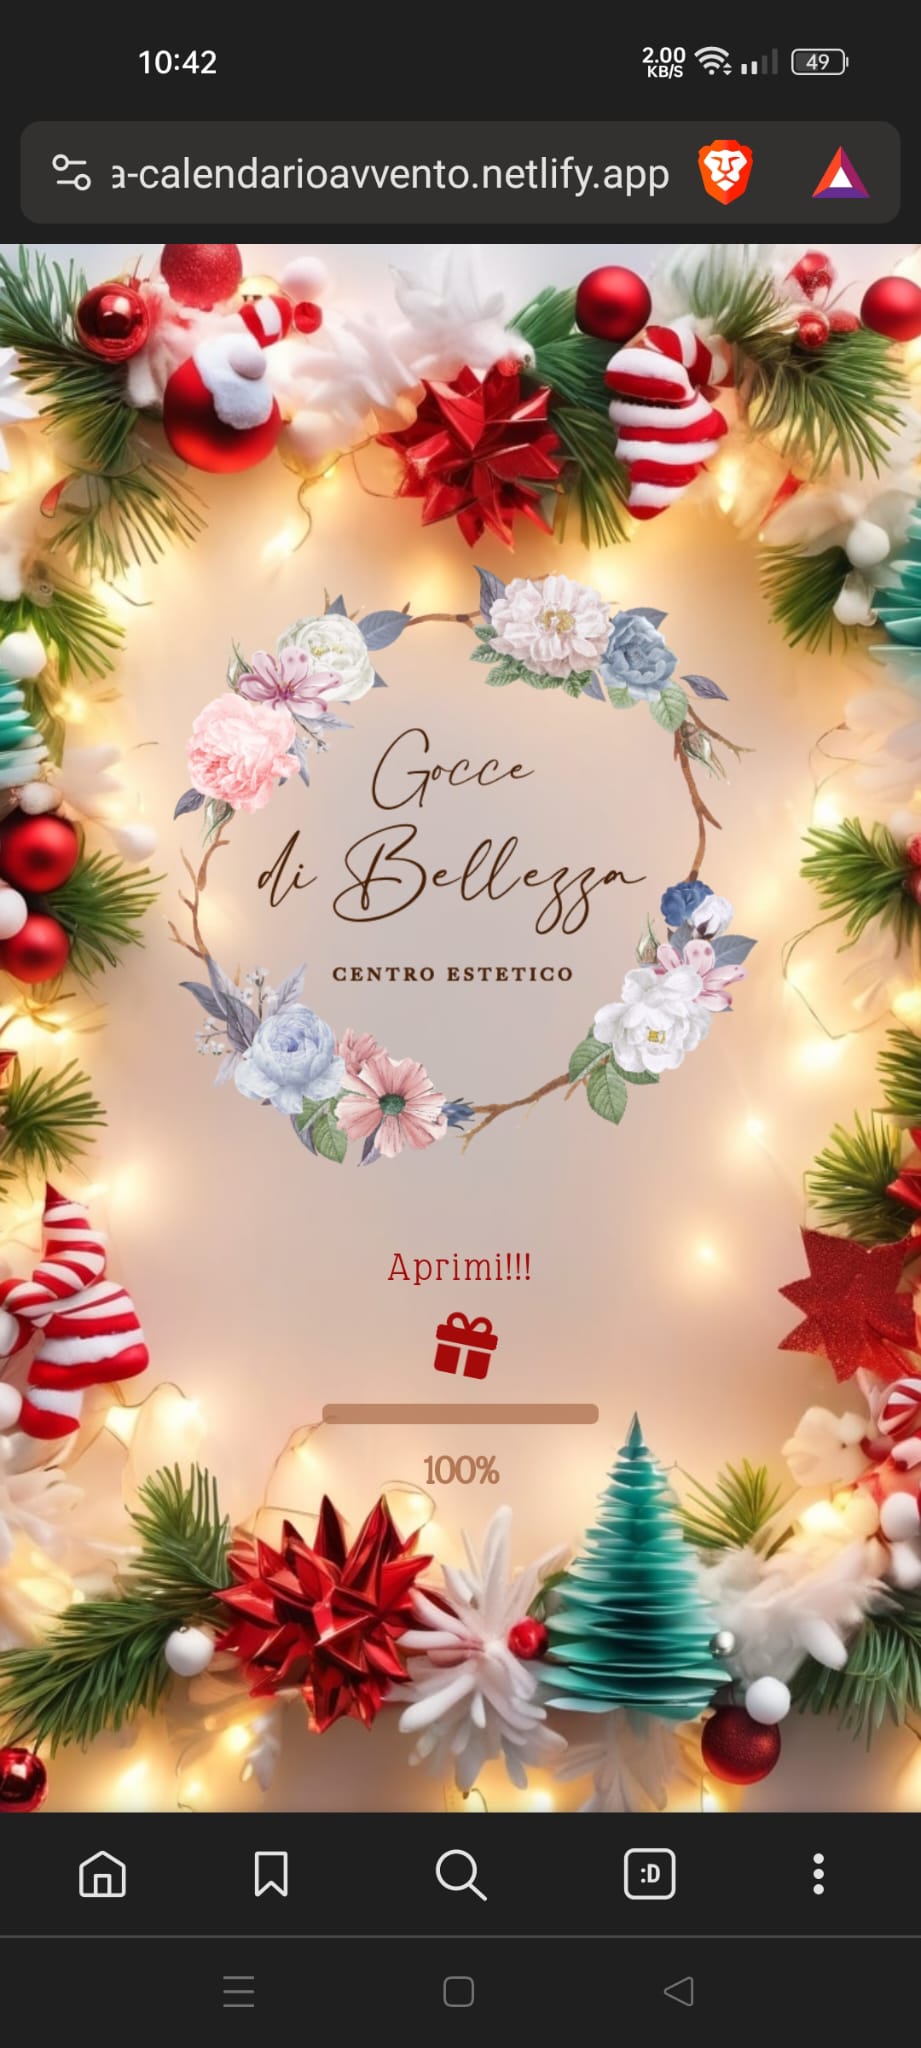 10:42
2.00
KB/S
49
a-calendarioavvento.netlify.app
Gocce
di Bellezza
CENTRO ESTETICO
Aprimi!!!
100%
:D